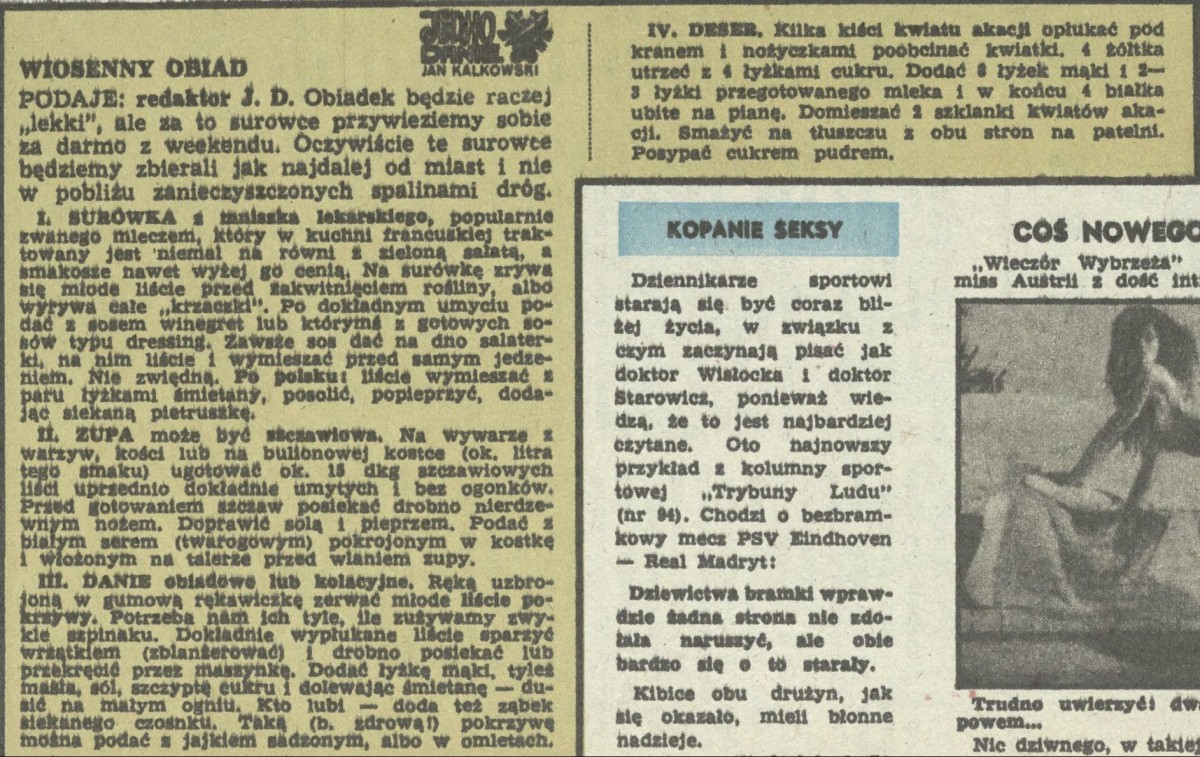 JEDNO
DANIE
JAN KALKOWSKI
WIOSENNY OBIAD
PODAJE: redaktor J. D. Obiadek będzie raczej
„lekki”, ale za to surowce przywieziemy sobie
za darmo z weekendu. Oczywiście te surowce
będziemy zbierali jak najdalej od miast i nie
w pobliżu zanieczyszczonych spalinami dróg.
I. SURÓWKA z mniszka lekarskiego, popularnie
zwanego mleczem, który w kuchni francuskiej trak-
towany jest niemal na równi z zieloną sałatą, a
smakosze nawet wyżej go cenią. Na surówkę zrywa
się młode liście przed zakwitnięciem rośliny, albo
wyrywa całe „krzaczki”. Po dokładnym umyciu po-
dać z sosem winegret lub którymś z gotowych so-
sów typu dressing. Zawsze sos dać na dno salater-
ki, na nim liście i wymieszać przed samym jedze-
niem. Nie zwiędną. Po polsku: liście wymieszać z
paru łyżkami śmietany, posolić, popieprzyć, doda-
jąc siekaną pietruszkę.
II. ZUPA może być szczawiowa. Na wywarze z
warzyw, kości lub na bulionowej kostce (ok. litra
tego smaku) ugotować ok. 15 dkg szczawiowych
liści uprzednio dokładnie umytych i bez ogonków.
Przed gotowaniem szczaw posiekać drobno nierdze-
wnym nożem. Doprawić solą i pieprzem. Podać z
białym serem (twarogowym) pokrojonym w kostkę
i włożonym na talerze przed wlaniem zupy.
III. DANIE obiadowe lub kolacyjne. Ręką uzbro-
joną w gumową rękawiczkę zerwać młode liście po-
krzywy. Potrzeba nam ich tyle, ile zużywamy zwy-
kle szpinaku. Dokładnie wypłukane liście sparzyć
wrzątkiem (zblanżerować) i drobno posiekać lub
przekręcić przez maszynkę. Dodać łyżkę mąki, tyleż
masła, sól, szczyptę cukru i dolewając śmietanę — du-
sić na małym ogniu. Kto lubi — doda też ząbek
siekanego czosnku. Taką (b. zdrową!) pokrzywę
można podać z jajkiem sadzonym, albo w omletach.
IV. DESER. Kilka kiści kwiatu akacji opłukać pod
kranem i nożyczkami poobcinać kwiatki. 4 żółtka
utrzeć z 4 łyżkami cukru. Dodać 8 łyżek mąki i 2—
3 łyżki przegotowanego mleka i w końcu 4 białka
ubite na pianę. Domieszać 2 szklanki kwiatów aka-
cji. Smażyć na tłuszczu z obu stron na patelni.
Posypać cukrem pudrem.
KOPANIE SEKSY
Dziennikarze sportowi
starają się być coraz bli-
żej życia, w związku z
czym zaczynają pisać jak
doktor Wisłocka i doktor
Starowicz, ponieważ wie-
dzą, że to jest najbardziej
czytane. Oto najnowszy
przykład z kolumny spor-
towej „Trybuny Ludu”
(nr 94). Chodzi o bezbram-
kowy mecz PSV Eindhoven
— Real Madryt:
Dziewictwa bramki wpraw-
dzie żadna strona nie zdo-
łała naruszyć, ale obie
bardzo się o to starały.
Kibice obu drużyn, jak
się okazało, mieli błonne
nadzieje.
COŚ NOWEGO
„Wieczór Wybrzeża”
miss Austrii z dość int
Trudno uwierzyć! dw
powem...
Nic dziwnego, w takiej